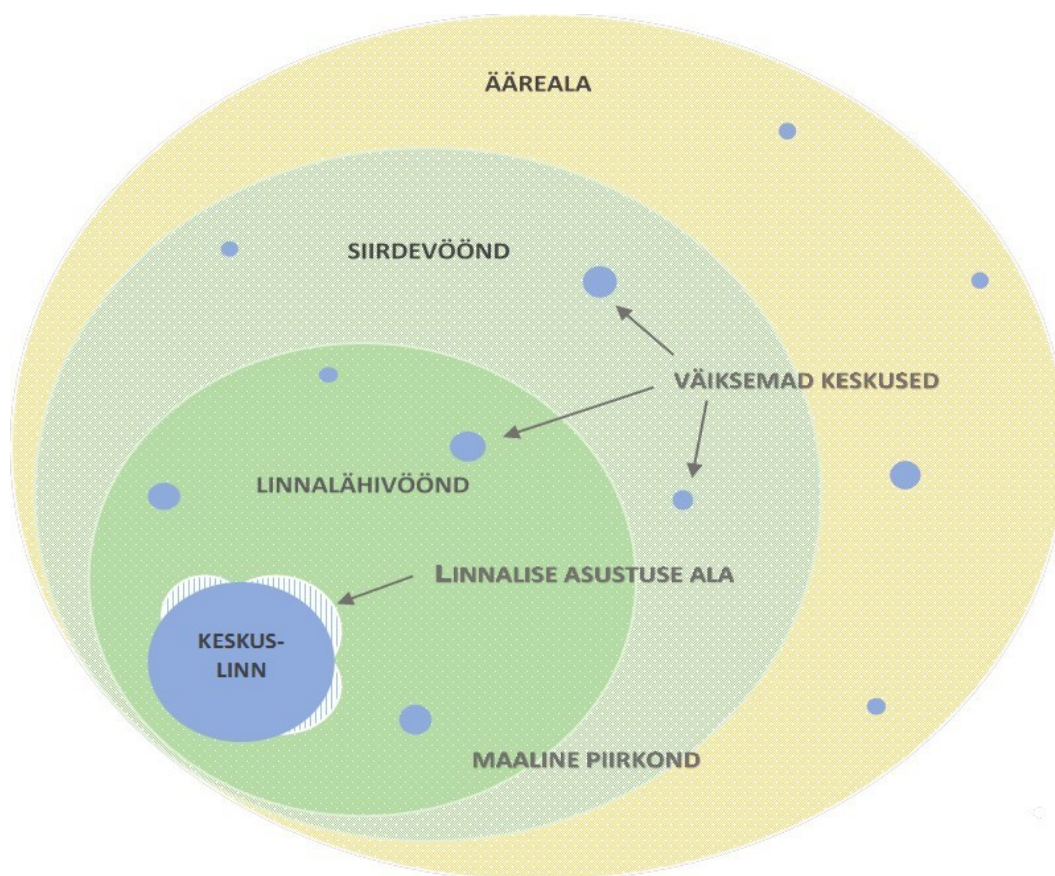 ÄÄREALA
SIIRDEVÖÖND
VÄIKSEMAD KESKUSED
LINNALÄHIVÖÖND
LINNALISE ASUSTUSE ALA
KESKUS-
LINN
MAALINE PIIRKOND